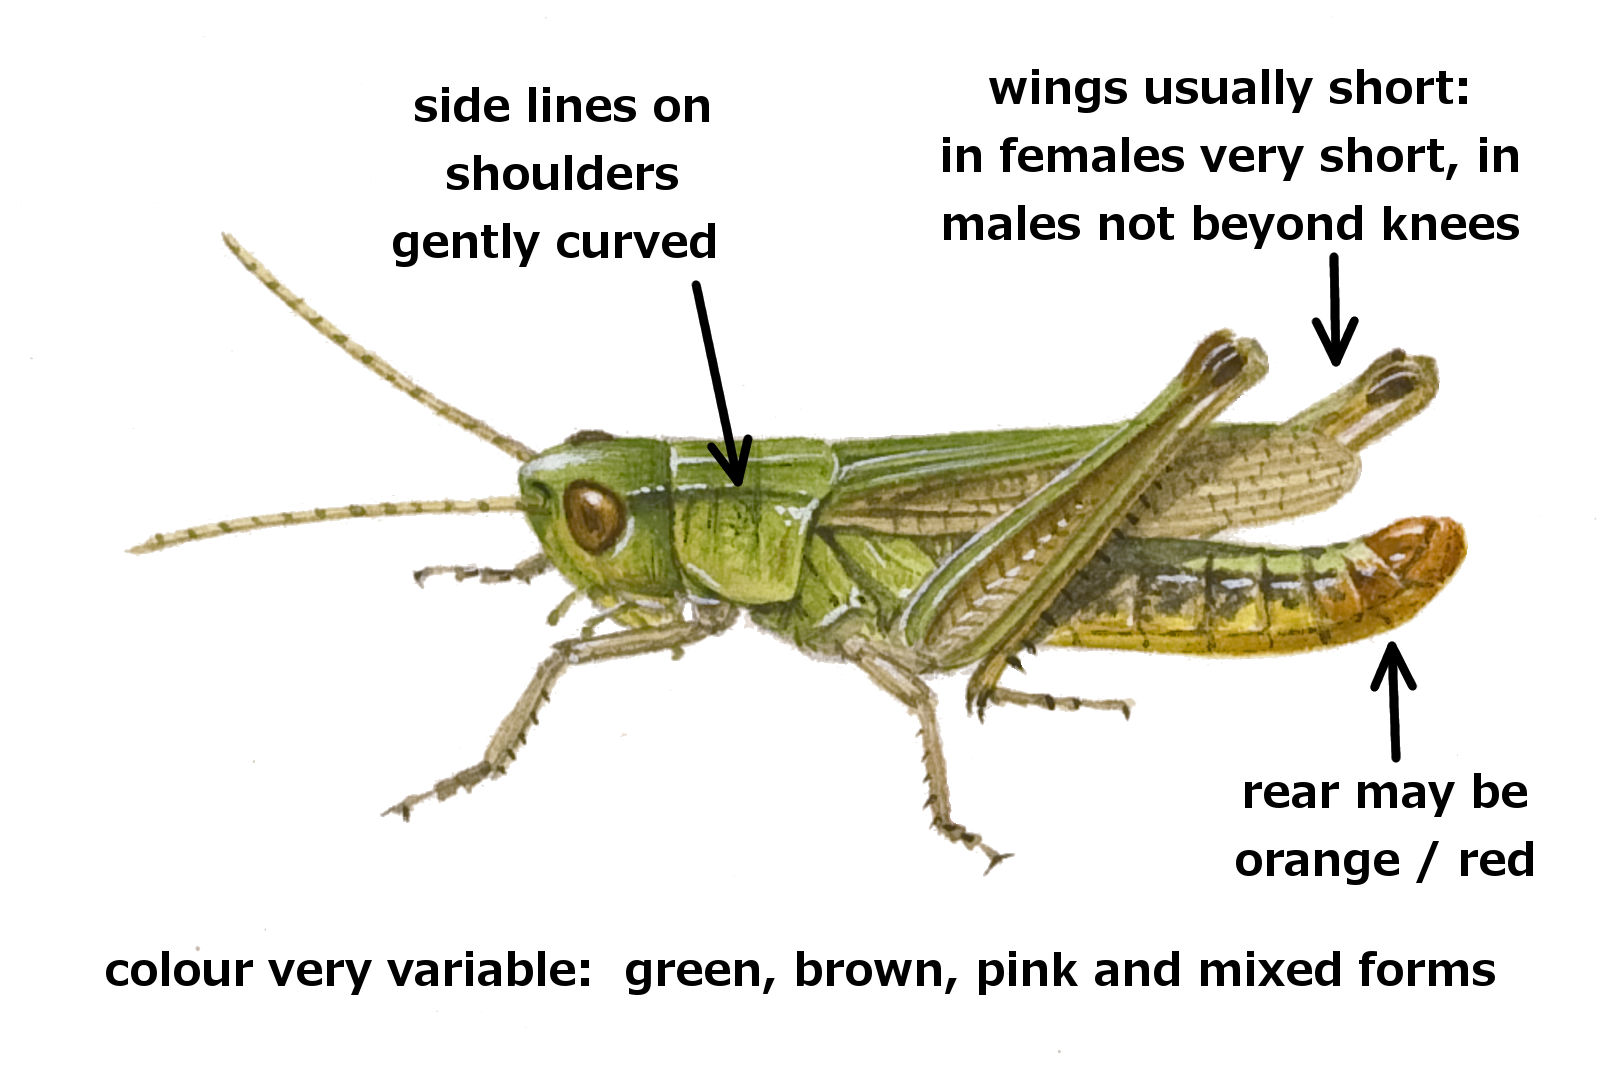 side lines on
shoulders
gently curved
wings usually short:
in females very short, in
males not beyond knees
rear may be
orange / red
colour very variable:  green, brown, pink and mixed forms